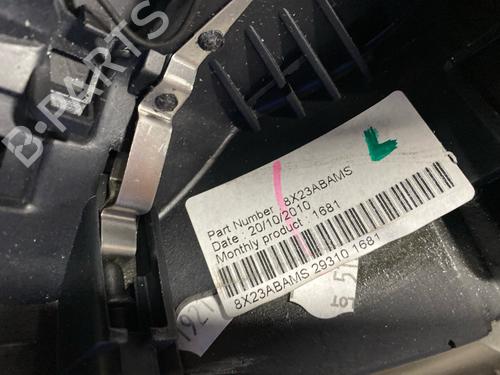 B-PARTS
Part Number : 8X23ABAMS
Date : 20/10/2010
Monthly product : 1681
8X23ABAMS 29310 1681